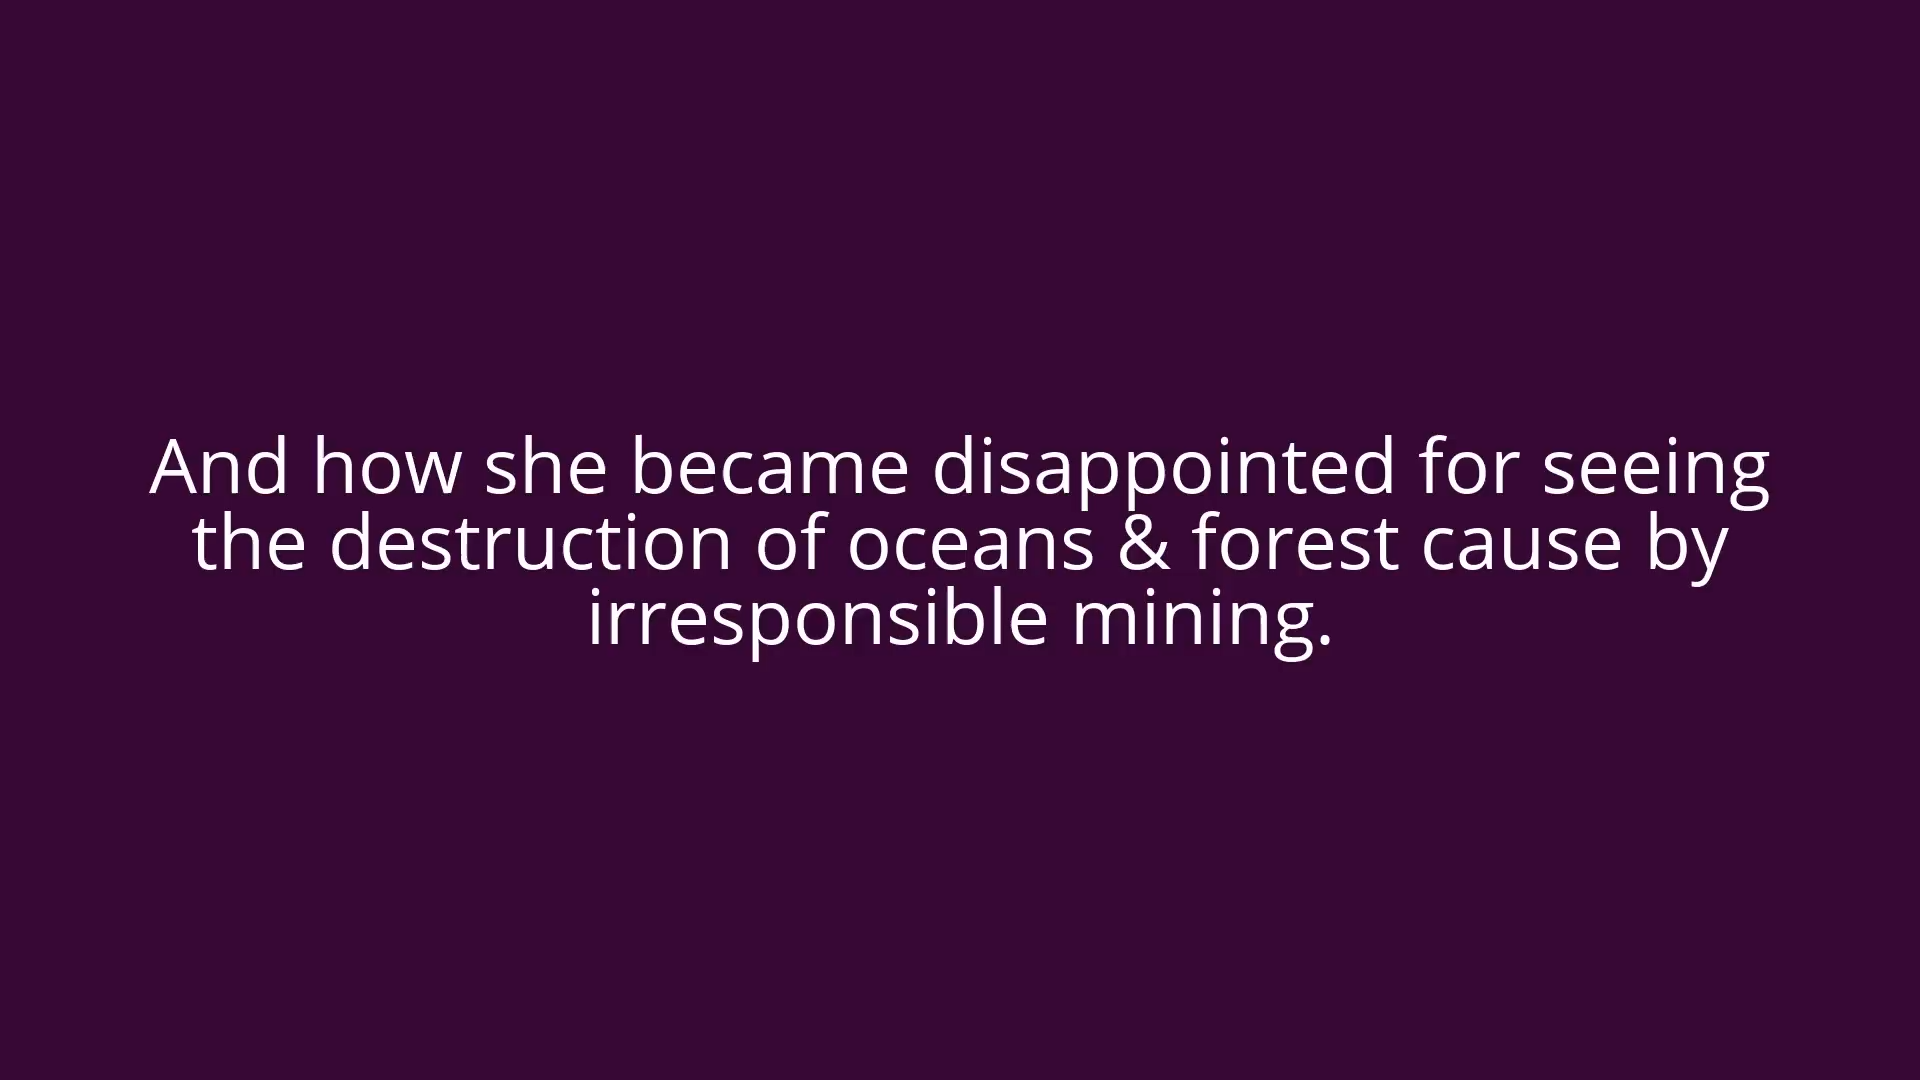 And how she became disappointed for seeing
the destruction of oceans & forest cause by
irresponsible mining.